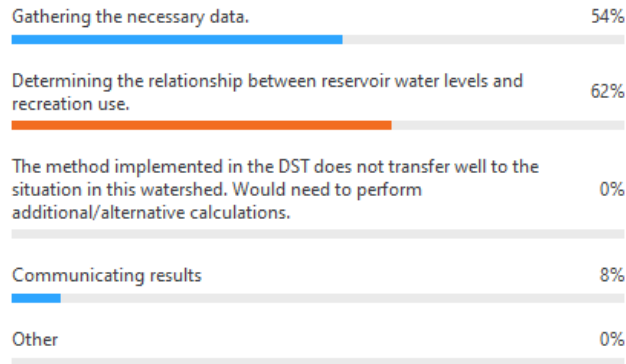 Gathering the necessary data. 54%
Determining the relationship between reservoir water levels and
recreation use. 62%
The method implemented in the DST does not transfer well to the
situation in this watershed. Would need to perform 0%
additional/alternative calculations.
Communicating results 8%
Other 0%